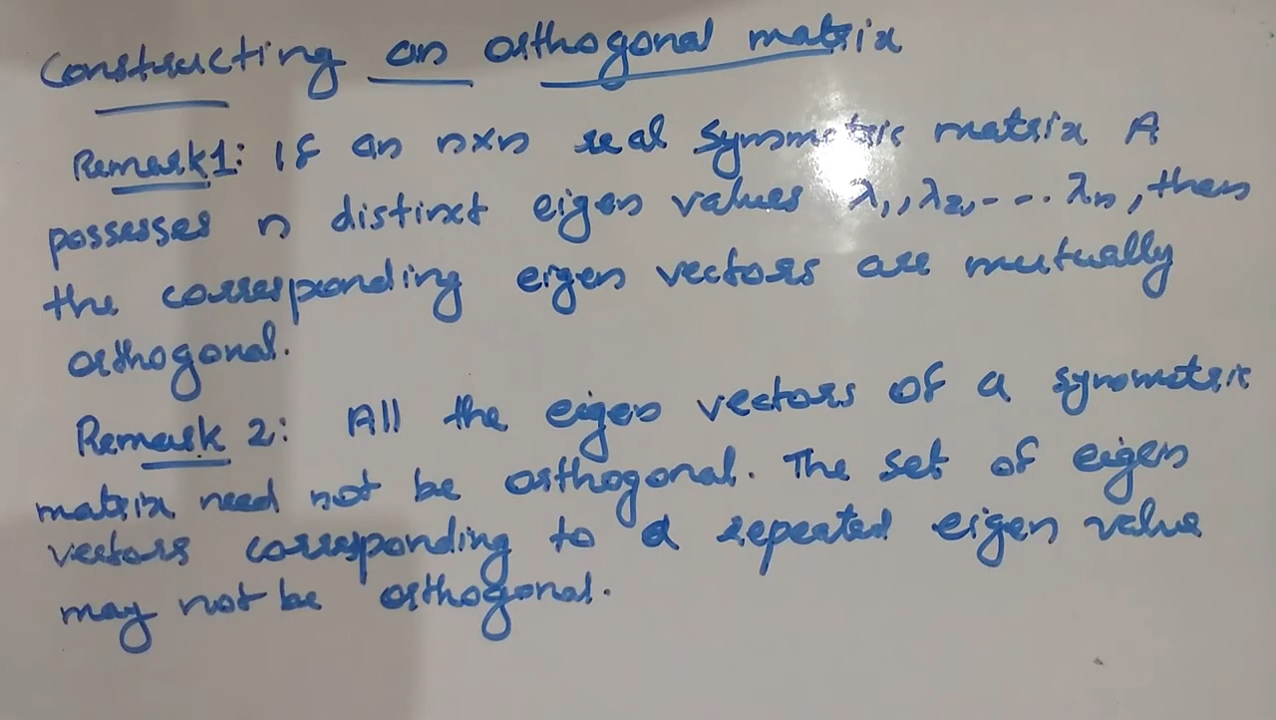 Constructing an orthogonal matrix
Remark 1: If an n×n real symmetric matrix A
possesses n distinct eigen values λ₁, λ₂, --- λₙ, then
the corresponding eigen vectors are mutually
orthogonal.
Remark 2: All the eigen vectors of a symmetric
matrix need not be orthogonal. The set of eigen
vectors corresponding to a repeated eigen value
may not be orthogonal.